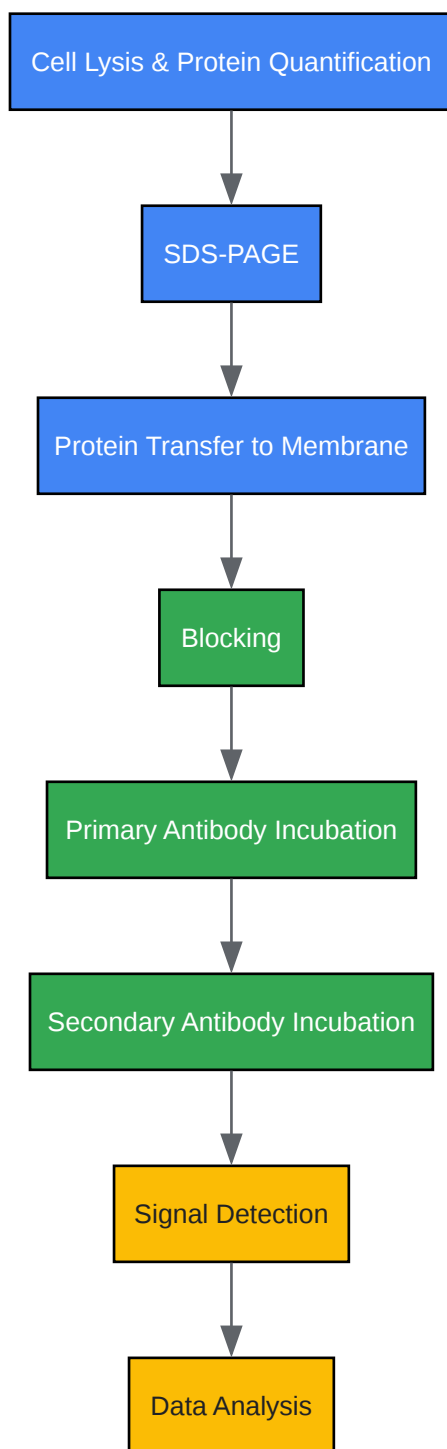 Cell Lysis & Protein Quantification
SDS-PAGE
Protein Transfer to Membrane
Blocking
Primary Antibody Incubation
Secondary Antibody Incubation
Signal Detection
Data Analysis